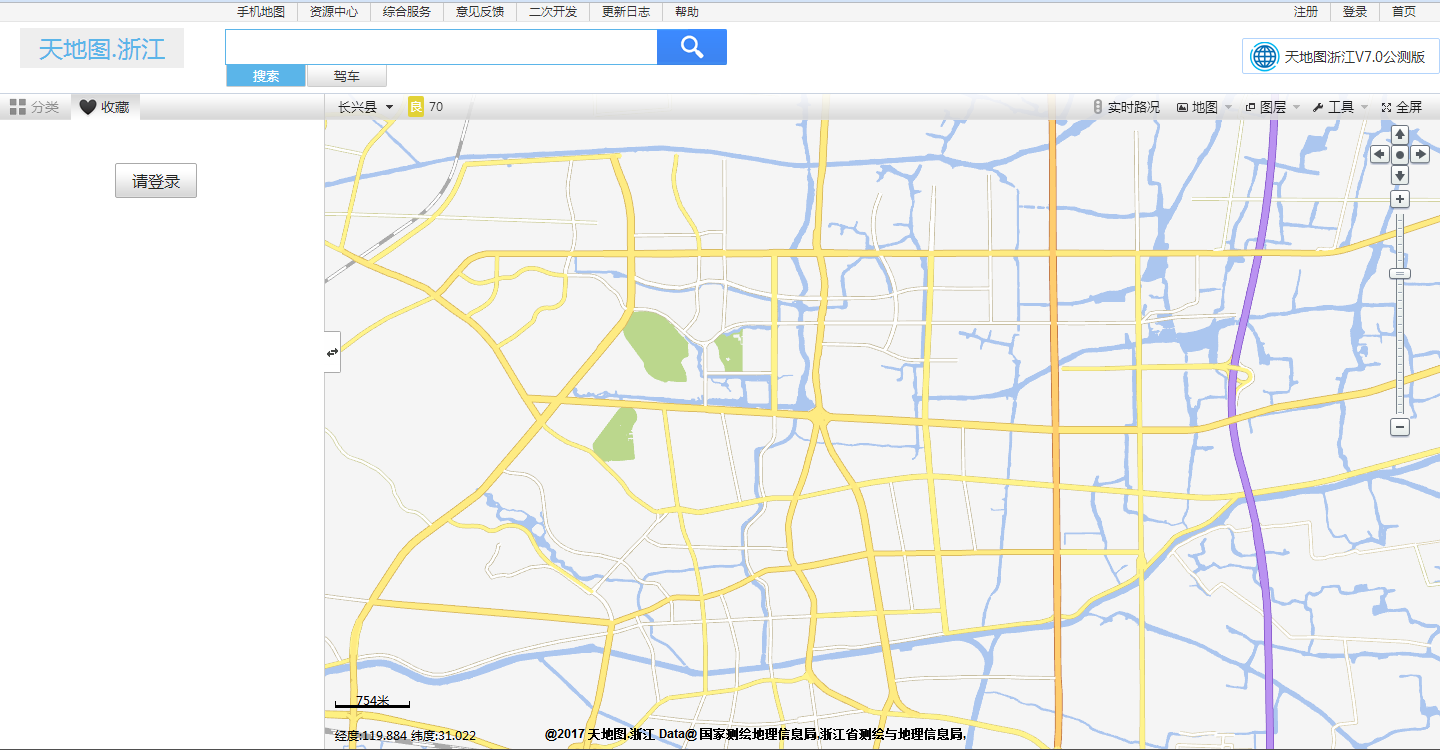 手机地图 资源中心 综合服务 意见反馈 二次开发 更新日志 帮助 注册 登录 首页
天地图.浙江
天地图浙江V7.0公测版
搜索 驾车
分类 收藏 长兴县 良 70 实时路况 地图 图层 工具 全屏
请登录
754米
经度:119.884 纬度:31.022 @2017 天地图.浙江 Data@ 国家测绘地理信息局,浙江省测绘与地理信息局,